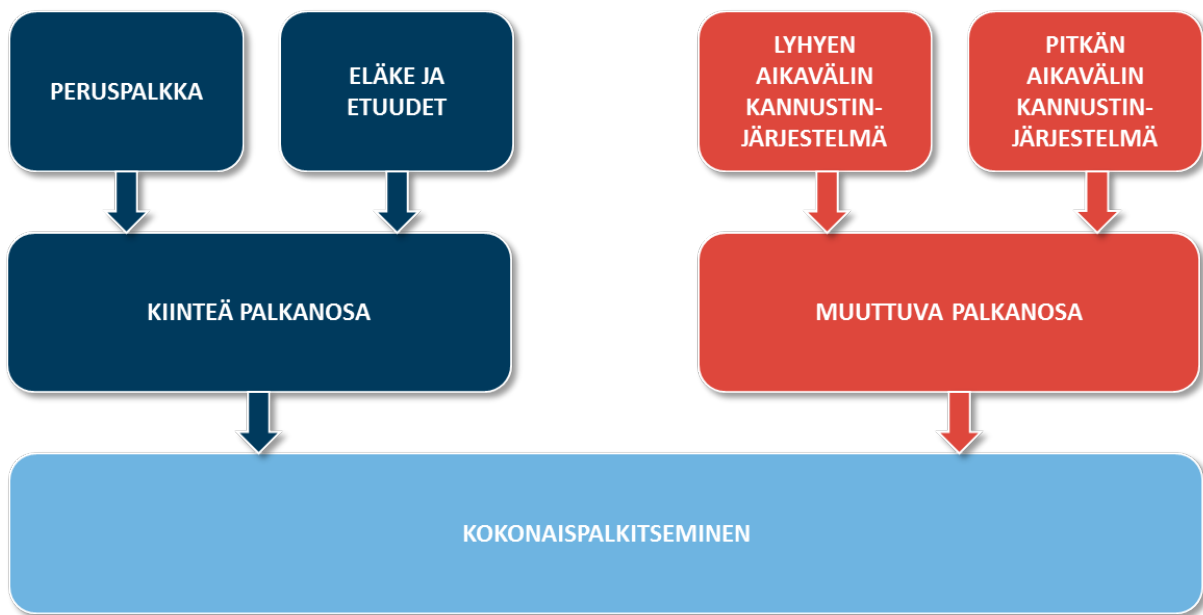 PERUSPALKKA
ELÄKE JA
ETUUDET
LYHYEN
AIKAVÄLIN
KANNUSTIN-
JÄRJESTELMÄ
PITKÄN
AIKAVÄLIN
KANNUSTIN-
JÄRJESTELMÄ
KIINTEÄ PALKANOSA
MUUTTUVA PALKANOSA
KOKONAISPALKITSEMINEN